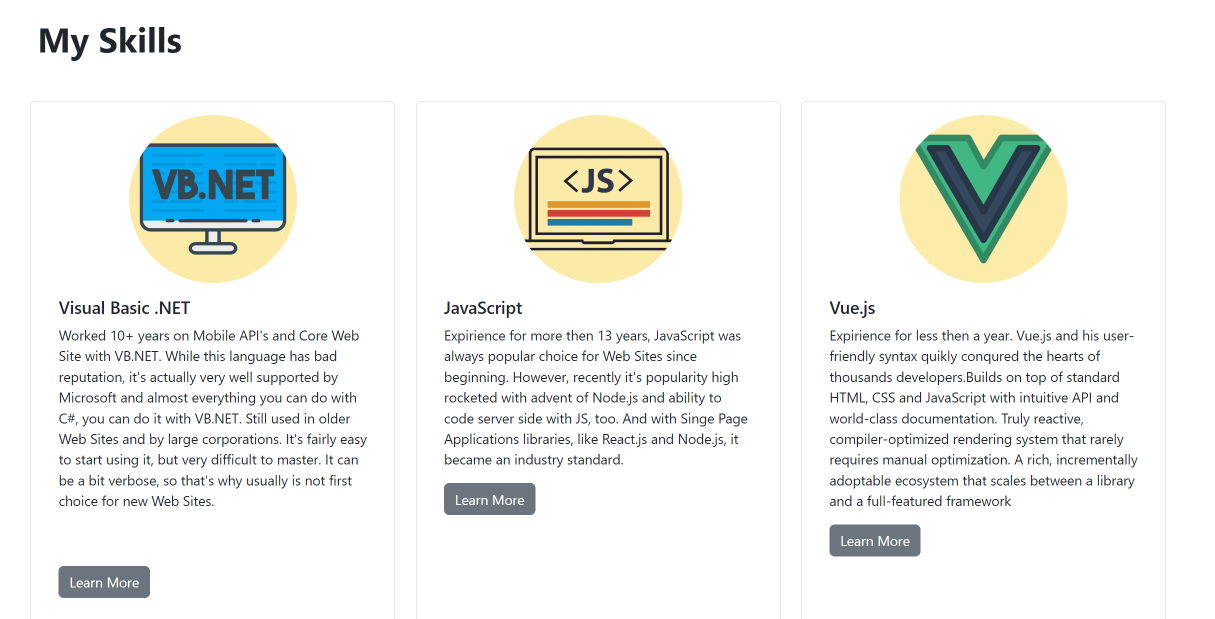 My Skills
VB.NET
Visual Basic .NET
Worked 10+ years on Mobile API's and Core Web
Site with VB.NET. While this language has bad
reputation, it's actually very well supported by
Microsoft and almost everything you can do with
C#, you can do it with VB.NET. Still used in older
Web Sites and by large corporations. It's fairly easy
to start using it, but very difficult to master. It can
be a bit verbose, so that's why usually is not first
choice for new Web Sites.
Learn More
<JS>
JavaScript
Expirience for more then 13 years, JavaScript was
always popular choice for Web Sites since
beginning. However, recently it's popularity high
rocketed with advent of Node.js and ability to
code server side with JS, too. And with Singe Page
Applications libraries, like React.js and Node.js, it
became an industry standard.
Learn More
Vue.js
Expirience for less then a year. Vue.js and his user-
friendly syntax quikly conqured the hearts of
thousands developers.Builds on top of standard
HTML, CSS and JavaScript with intuitive API and
world-class documentation. Truly reactive,
compiler-optimized rendering system that rarely
requires manual optimization. A rich, incrementally
adoptable ecosystem that scales between a library
and a full-featured framework
Learn More